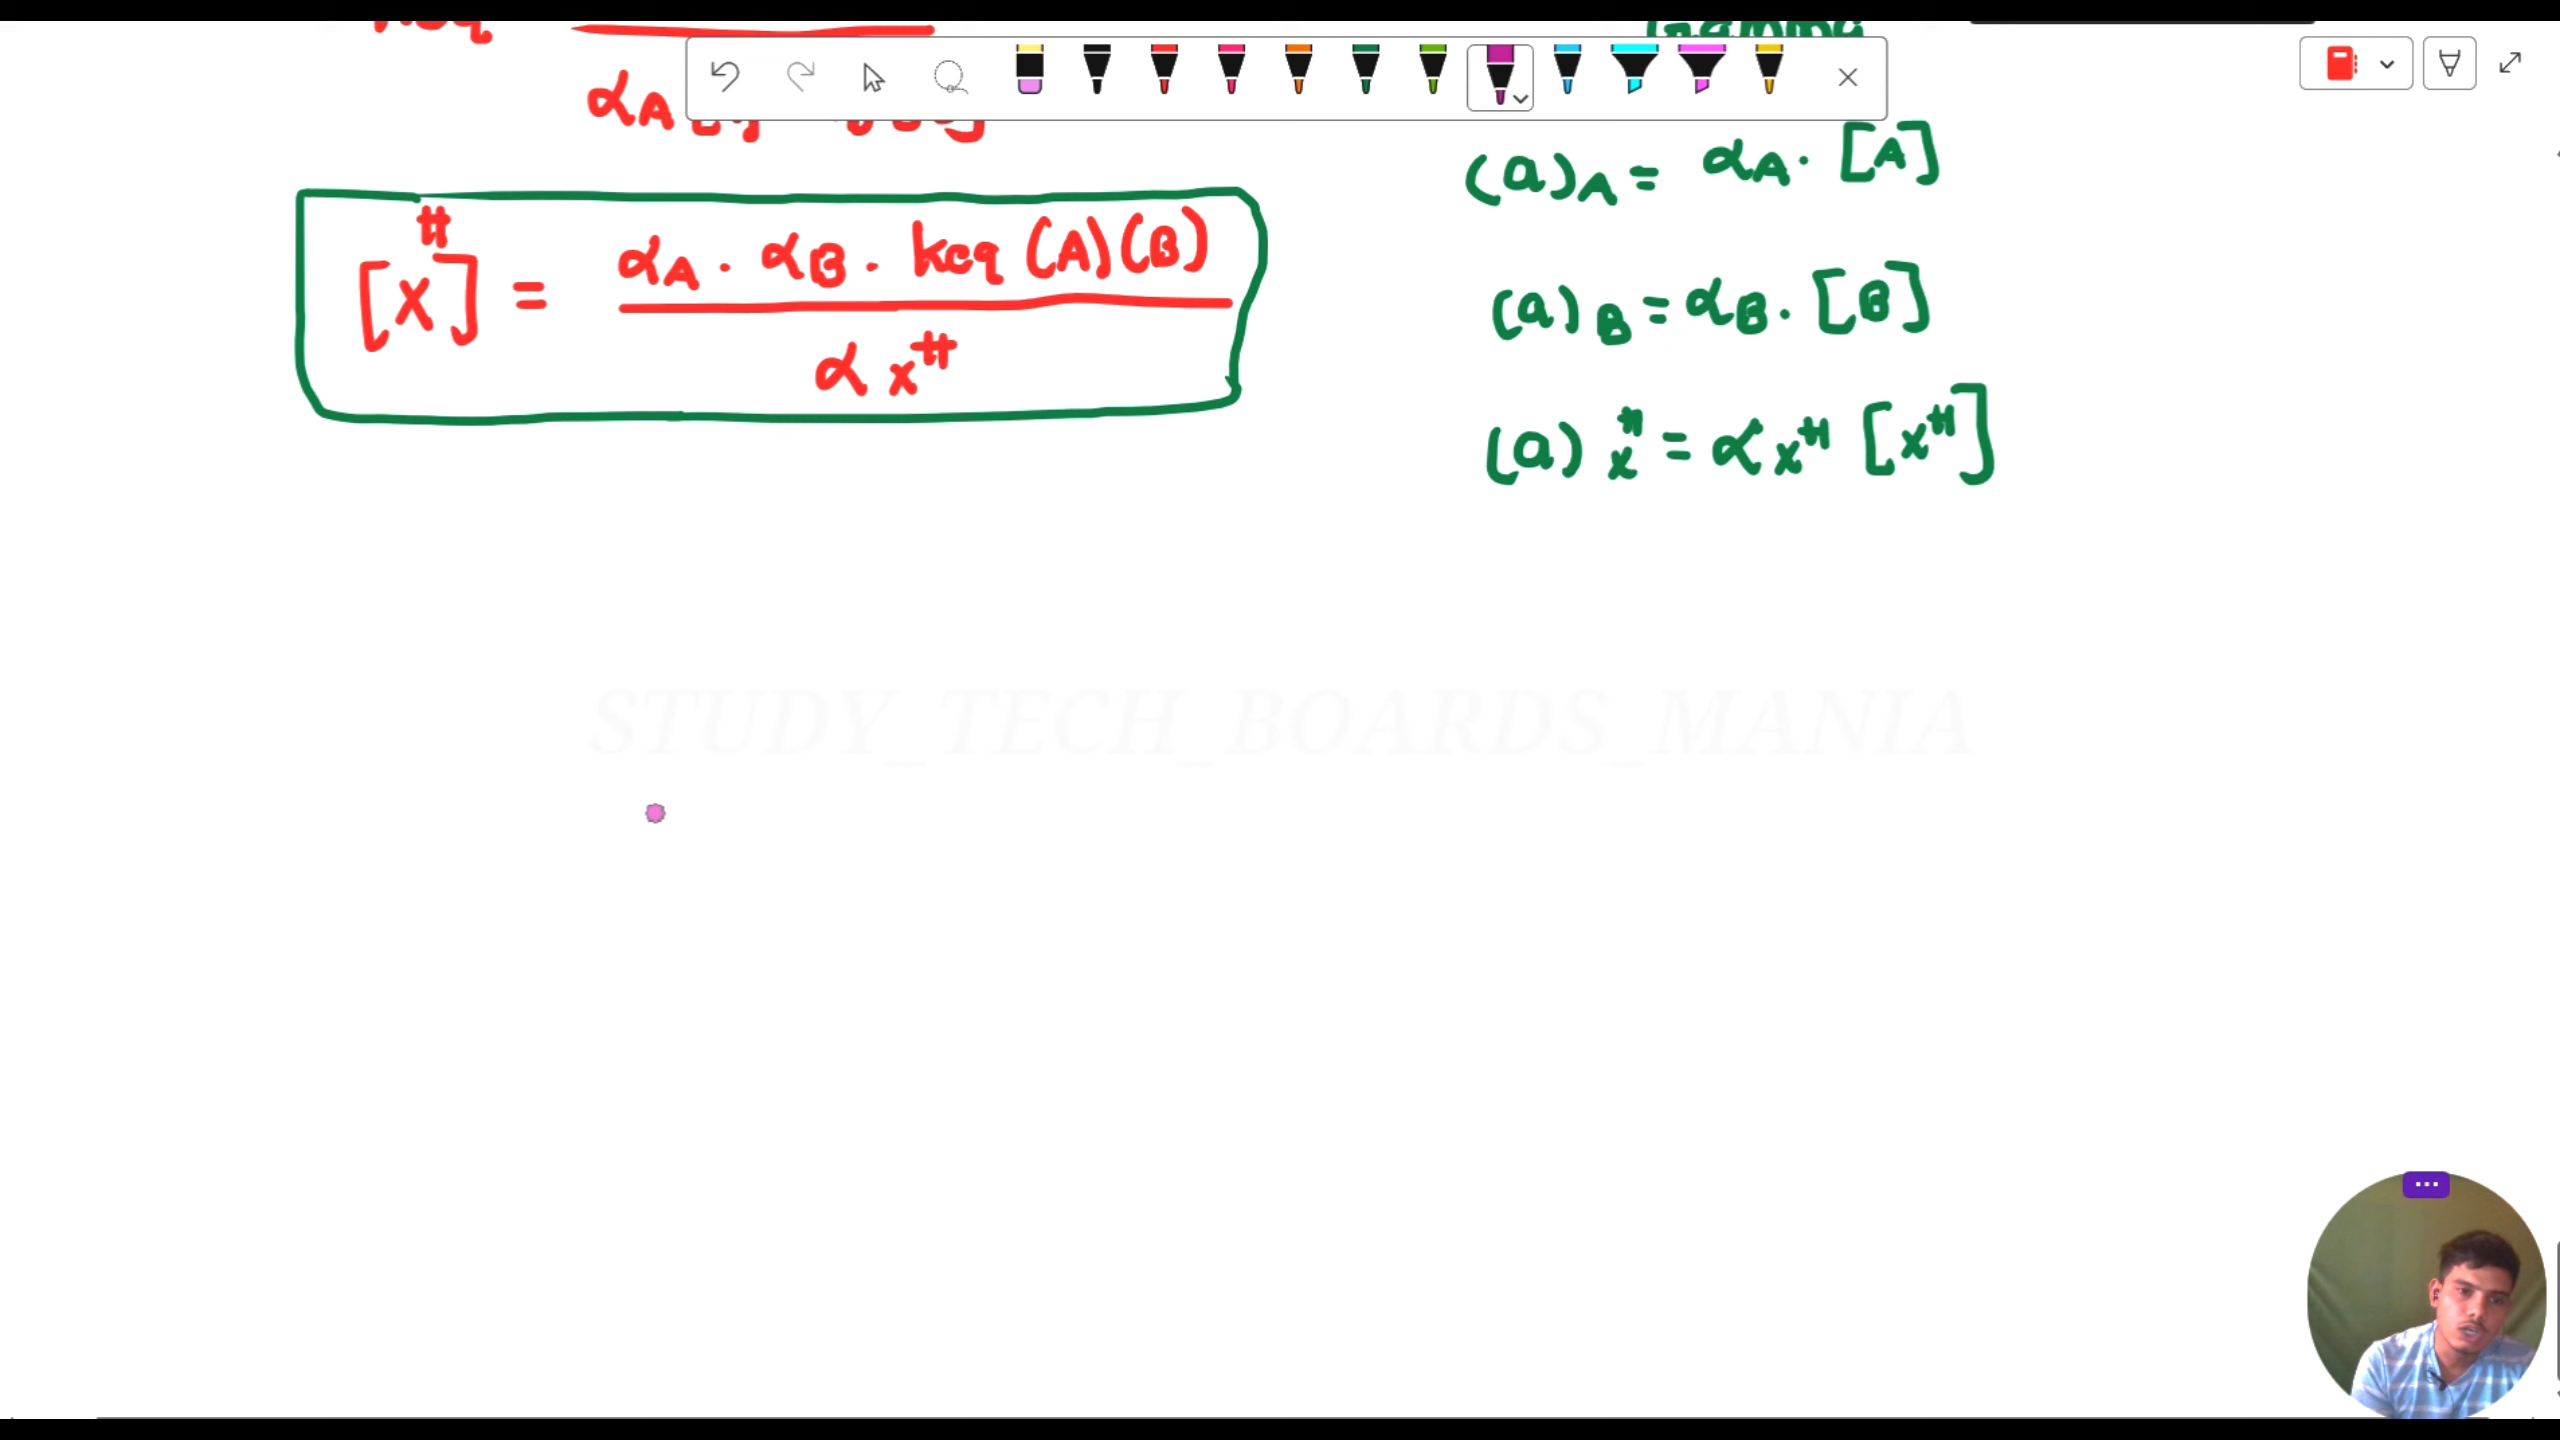 αA
(a)A = αA . [A]
[X]^# = αA . αB . keq (A)(B) / αx^#
(a)B = αB . [B]
(a)x^# = αx^# [x^#]
STUDY_TECH_BOARDS_MANIA